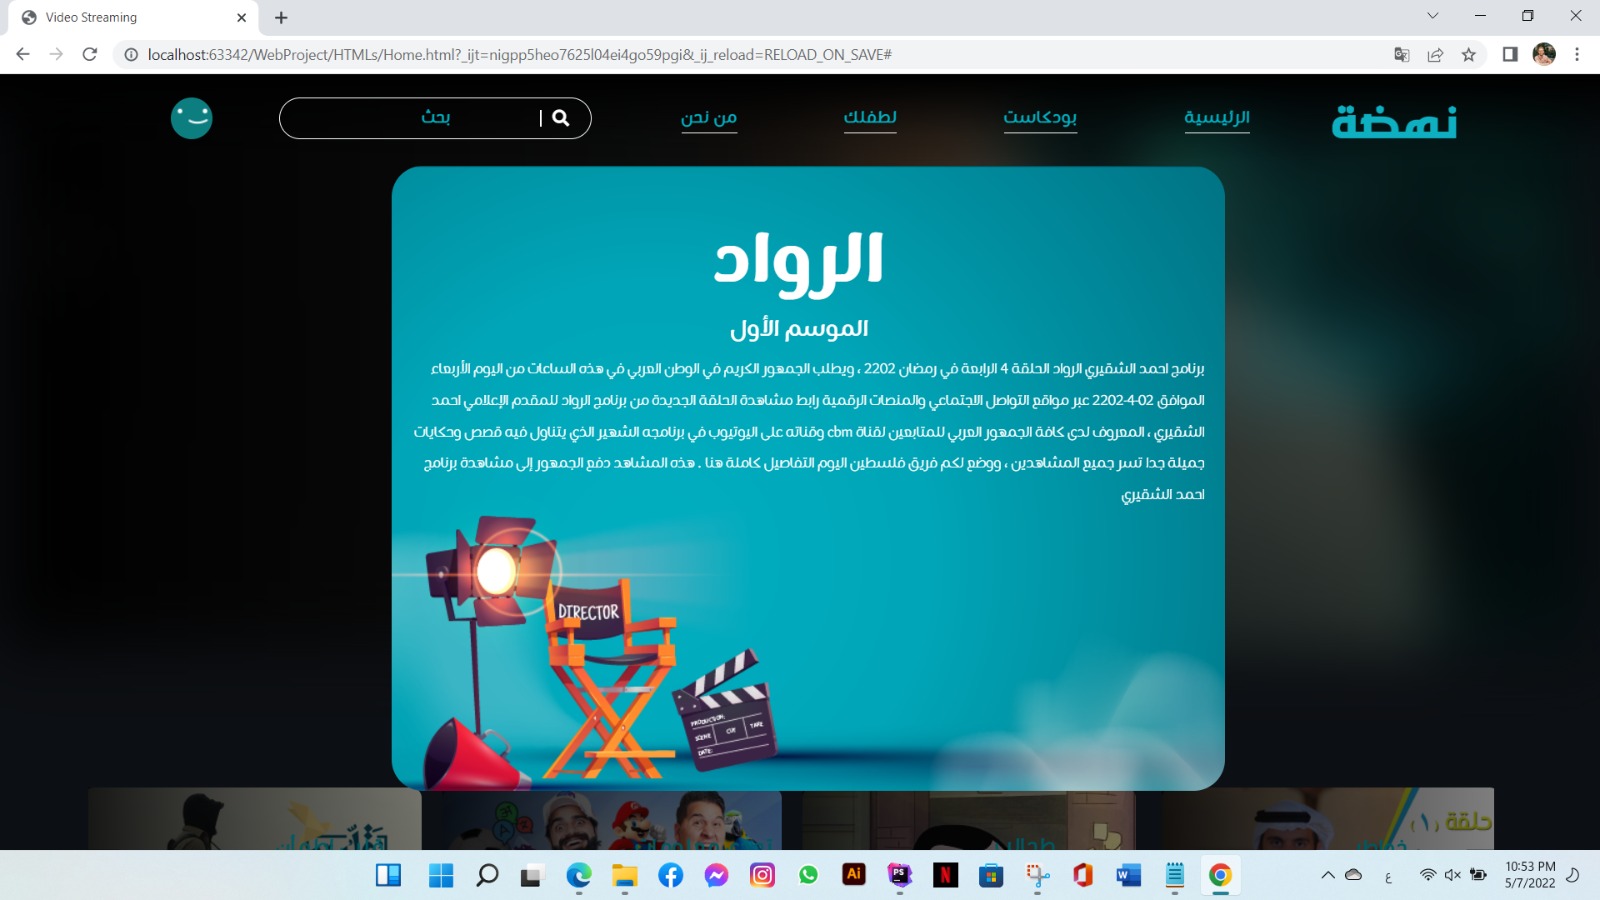 Video Streaming
localhost:63342/WebProject/HTMLs/Home.html?_ijt=nigpp5heo7625l04ei4go59pgi&_ij_reload=RELOAD_ON_SAVE#
نهضة
الرئيسية
بودكاست
لطفلك
من نحن
بحث
الرواد
الموسم الأول
برنامج احمد الشقيري الرواد الحلقة 4 الرابعة في رمضان 2202 ، ويطلب الجمهور الكريم في الوطن العربي في هذه الساعات من اليوم الأربعاء
الموافق 02-4-2202 عبر مواقع التواصل الاجتماعي والمنصات الرقمية رابط مشاهدة الحلقة الجديدة من برنامج الرواد للمقدم الإعلامي احمد
الشقيري ، المعروف لدى كافة الجمهور العربي للمتابعين لقناة cbm وقناته على اليوتيوب في برنامجه الشهير الذي يتناول فيه قصص وحكايات
جميلة جدا تسر جميع المشاهدين ، ووضع لكم فريق فلسطين اليوم التفاصيل كاملة هنا . هذه المشاهد دفع الجمهور إلى مشاهدة برنامج
احمد الشقيري
DIRECTOR
PRODUCTION:
SCENE
CUT
TAKE
DATE:
حلقة (١)
Ai
PS
N
W
ع
10:53 PM
5/7/2022